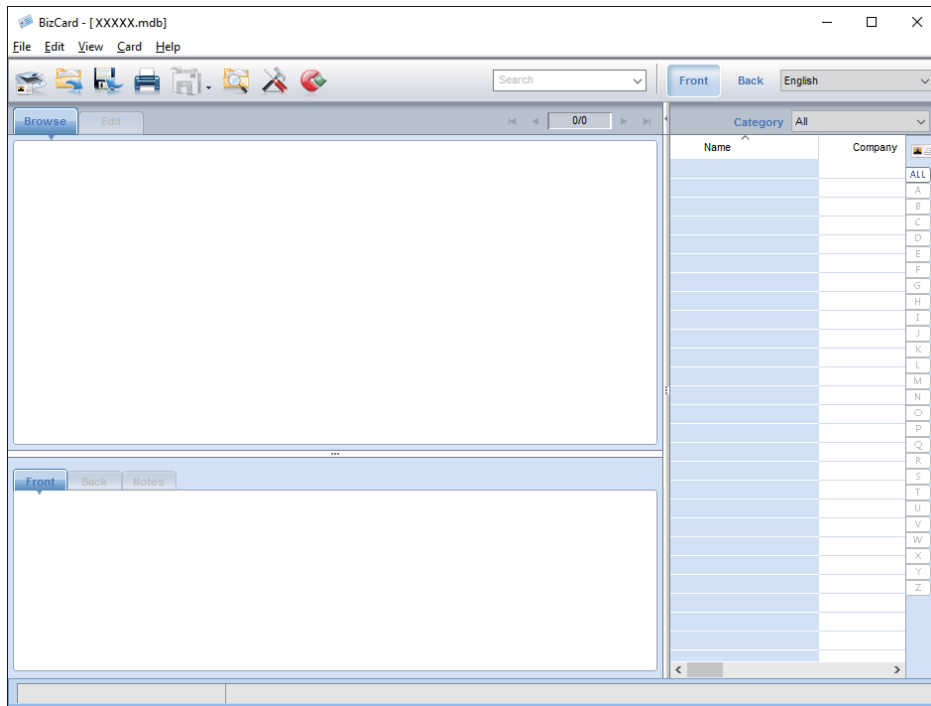 BizCard - [ XXXXX.mdb]
File Edit View Card Help
Search Front Back English
Browse Edit 0/0 Category All
Name Company
ALL
A
B
C
D
E
F
G
H
I
J
K
L
M
N
O
P
Q
R
S
T
U
V
W
X
Y
Z
Front Back Notes